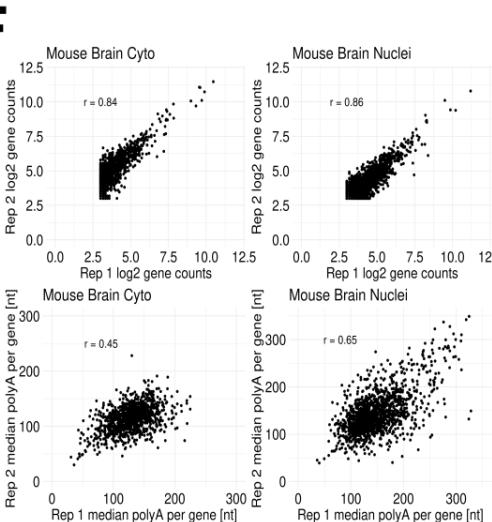 Mouse Brain Cyto
Rep 2 log2 gene counts
12.5
10.0
7.5
5.0
2.5
0.0
r = 0.84
0.0 2.5 5.0 7.5 10.0 12.5
Rep 1 log2 gene counts
Mouse Brain Nuclei
Rep 2 log2 gene counts
12.5
10.0
7.5
5.0
2.5
0.0
r = 0.86
0.0 2.5 5.0 7.5 10.0 12
Rep 1 log2 gene counts
Mouse Brain Cyto
Rep 2 median polyA per gene [nt]
300
200
100
0
r = 0.45
0 100 200 300
Rep 1 median polyA per gene [nt]
Mouse Brain Nuclei
Rep 2 median polyA per gene [nt]
300
200
100
0
r = 0.65
0 100 200 300
Rep 1 median polyA per gene [nt]